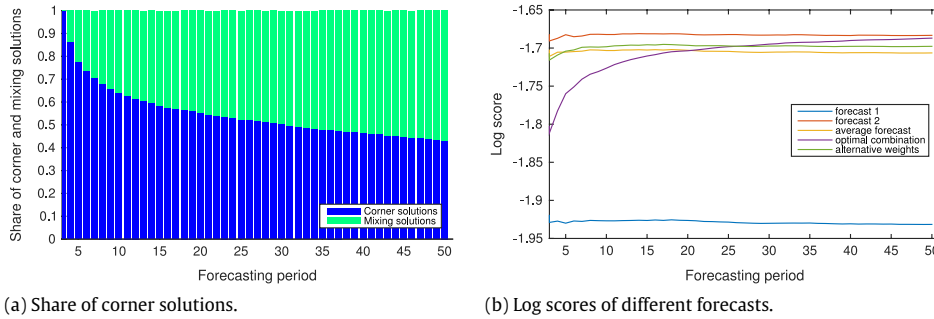 Share of corner and mixing solutions
1
0.9
0.8
0.7
0.6
0.5
0.4
0.3
0.2
0.1
0
5 10 15 20 25 30 35 40 45 50
Corner solutions
Mixing solutions
Forecasting period
(a) Share of corner solutions.
Log score
-1.65
-1.7
-1.75
-1.8
-1.85
-1.9
-1.95
5 10 15 20 25 30 35 40 45 50
forecast 1
forecast 2
average forecast
optimal combination
alternative weights
Forecasting period
(b) Log scores of different forecasts.